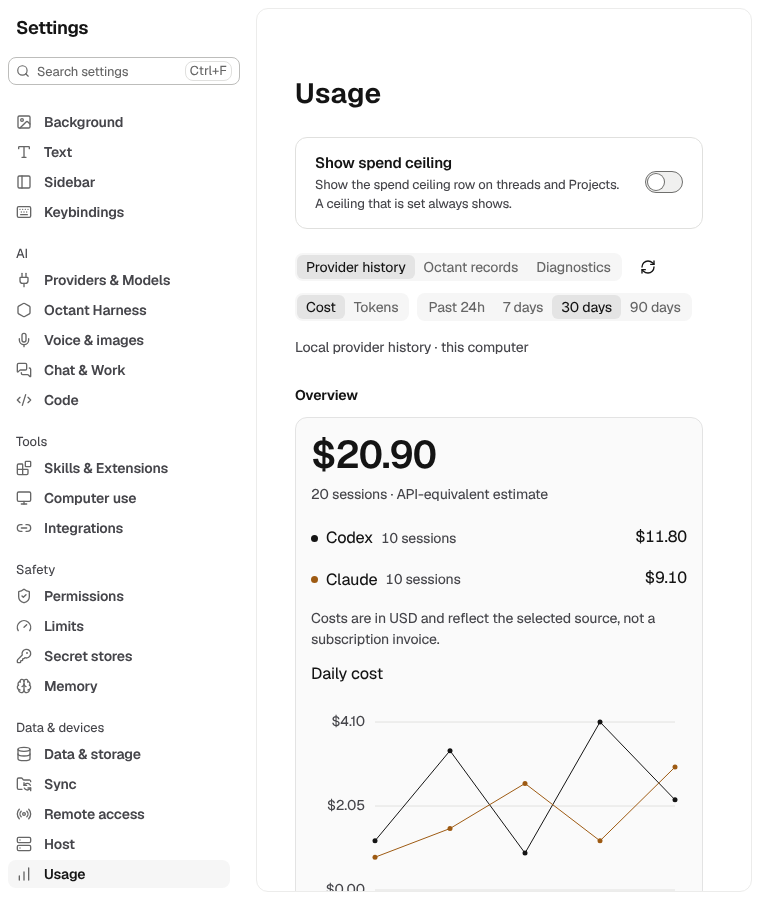 Settings
Search settings Ctrl+F
Background
Text
Sidebar
Keybindings
AI
Providers & Models
Octant Harness
Voice & images
Chat & Work
Code
Tools
Skills & Extensions
Computer use
Integrations
Safety
Permissions
Limits
Secret stores
Memory
Data & devices
Data & storage
Sync
Remote access
Host
Usage
Usage
Show spend ceiling
Show the spend ceiling row on threads and Projects.
A ceiling that is set always shows.
Provider history Octant records Diagnostics
Cost Tokens Past 24h 7 days 30 days 90 days
Local provider history · this computer
Overview
$20.90
20 sessions · API-equivalent estimate
Codex 10 sessions $11.80
Claude 10 sessions $9.10
Costs are in USD and reflect the selected source, not a
subscription invoice.
Daily cost
$4.10
$2.05
$0.00